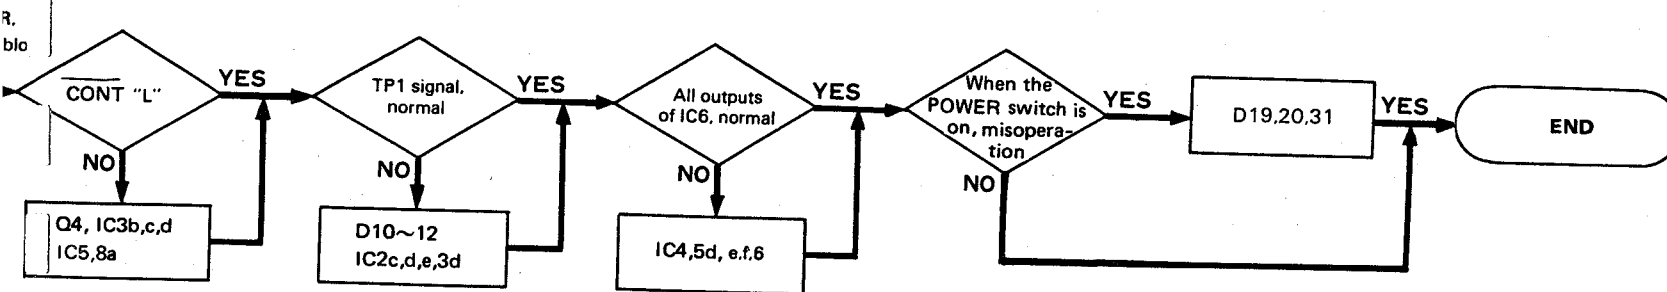 R.
blo
CONT "L"
YES
NO
Q4, IC3b,c,d
IC5,8a
TP1 signal,
normal
YES
NO
D10~12
IC2c,d,e,3d
All outputs
of IC6, normal
YES
NO
IC4,5d, e.f.6
When the
POWER switch is
on, misopera-
tion
YES
NO
D19,20,31
YES
END